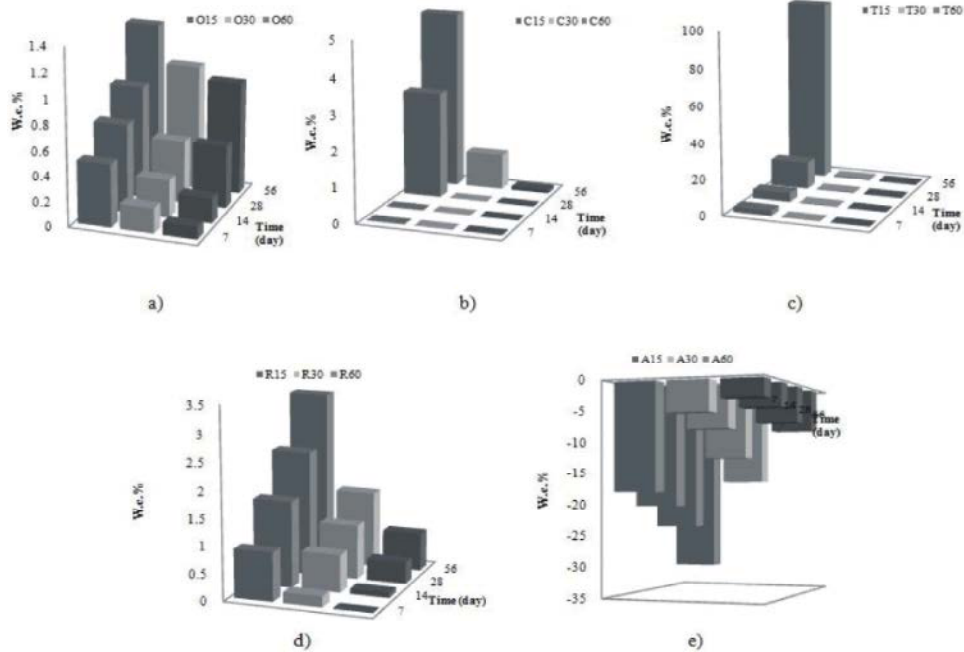 ■O15 ■O30 ■O60
1.4
1.2
1
0.8
0.6
0.4
0.2
0
W.c.%
7
14
28
56
Time
(day)
a)
■C15 ■C30 ■C60
5
4
3
2
1
0
W.c.%
7
14
28
56
Time
(day)
b)
■T15 ■T30 ■T60
100
80
60
40
20
0
W.c.%
7
14
28
56
Time
(day)
c)
■R15 ■R30 ■R60
3.5
3
2.5
2
1.5
1
0.5
0
W.c.%
7
14
28
56
Time (day)
d)
■A15 ■A30 ■A60
0
-5
-10
-15
-20
-25
-30
-35
W.c.%
7
28
Time
(day)
e)